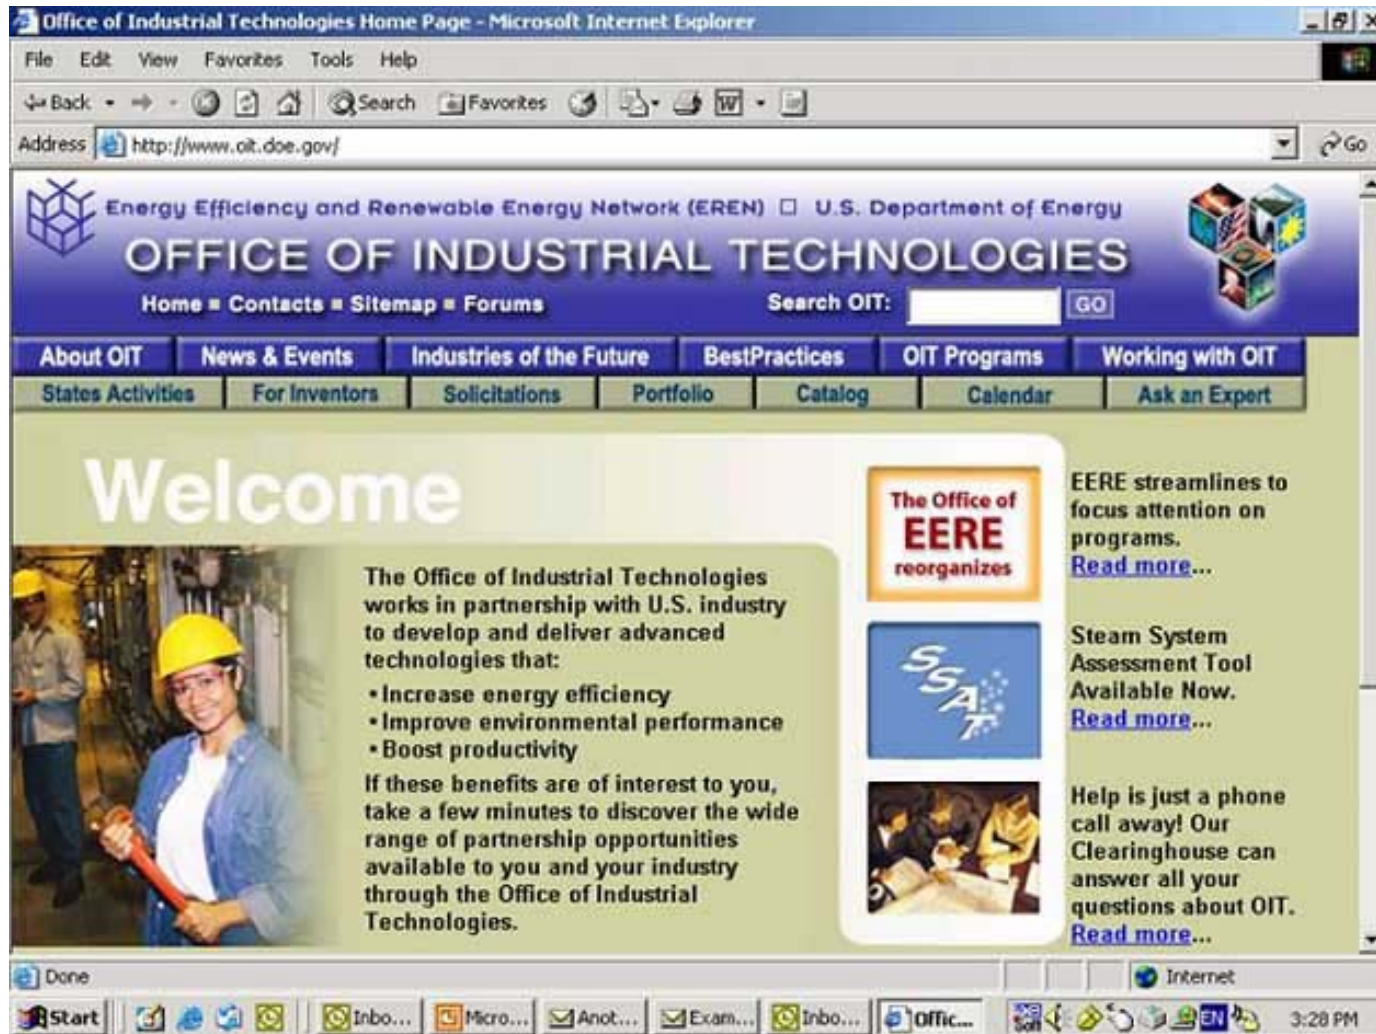 Office of Industrial Technologies Home Page - Microsoft Internet Explorer
File Edit View Favorites Tools Help
Back Search Favorites
Address http://www.oit.doe.gov/ Go
Energy Efficiency and Renewable Energy Network (EREN) □ U.S. Department of Energy
OFFICE OF INDUSTRIAL TECHNOLOGIES
Home ▪ Contacts ▪ Sitemap ▪ Forums Search OIT: GO
About OIT News & Events Industries of the Future BestPractices OIT Programs Working with OIT
States Activities For Inventors Solicitations Portfolio Catalog Calendar Ask an Expert
Welcome
The Office of Industrial Technologies
works in partnership with U.S. industry
to develop and deliver advanced
technologies that:
• Increase energy efficiency
• Improve environmental performance
• Boost productivity
If these benefits are of interest to you,
take a few minutes to discover the wide
range of partnership opportunities
available to you and your industry
through the Office of Industrial
Technologies.
The Office of
EERE
reorganizes
EERE streamlines to
focus attention on
programs.
Read more...
SSAT
Steam System
Assessment Tool
Available Now.
Read more...
Help is just a phone
call away! Our
Clearinghouse can
answer all your
questions about OIT.
Read more...
Done Internet
Start Inbo... Micro... Anot... Exam... Inbo... Offic... EN 3:28 PM